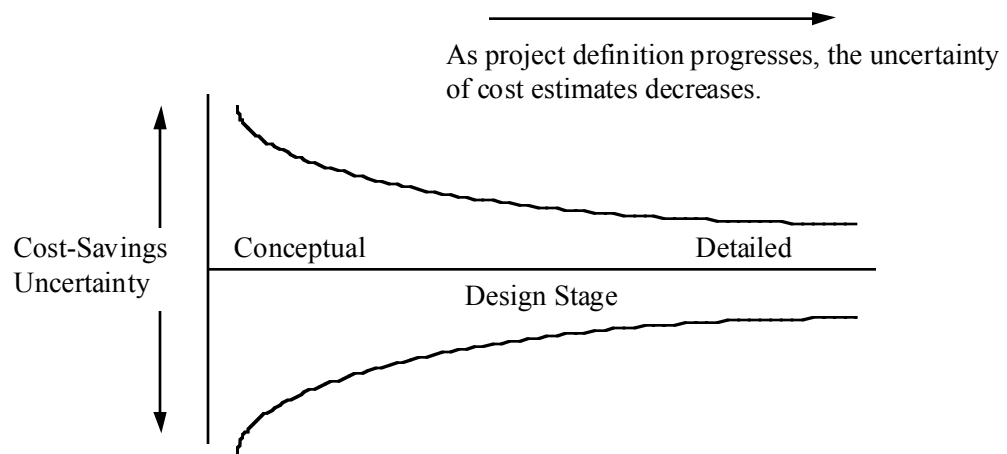 As project definition progresses, the uncertainty
of cost estimates decreases.
Cost-Savings
Uncertainty
Conceptual
Detailed
Design Stage